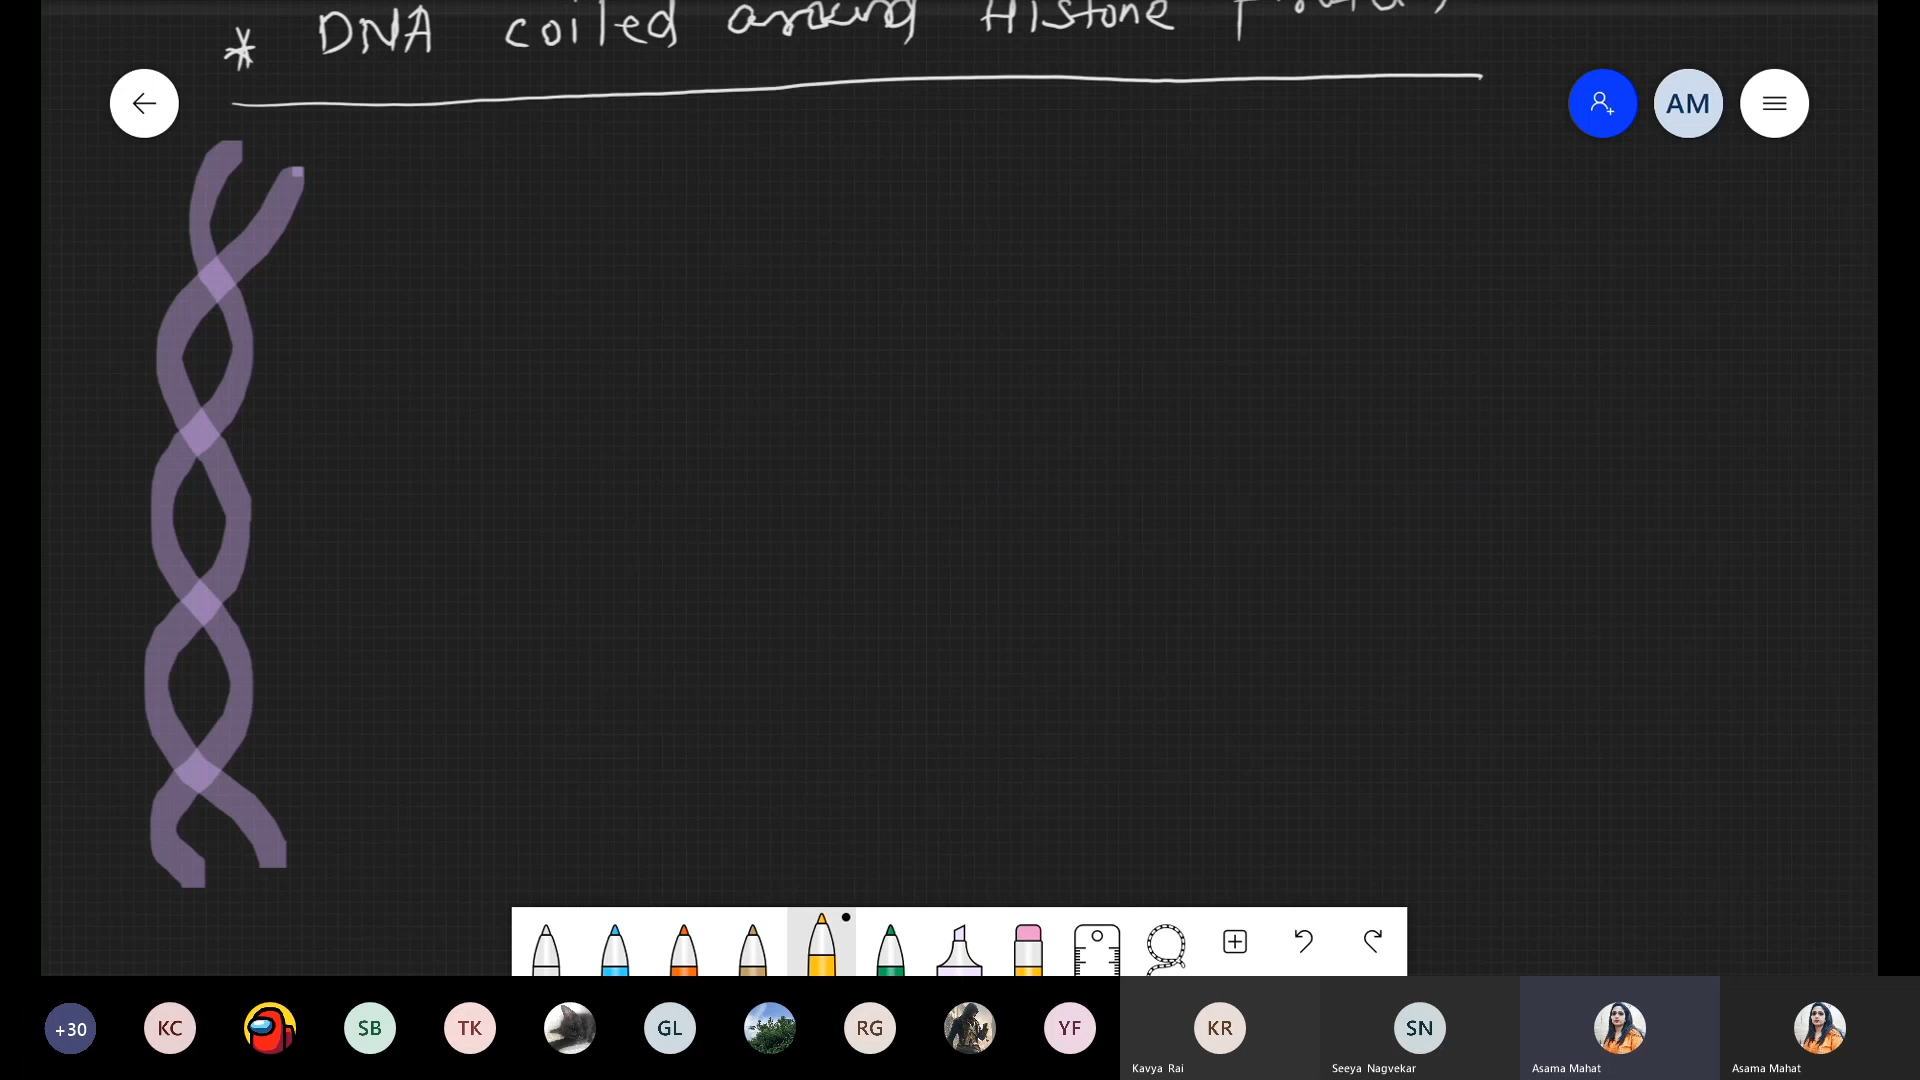 * DNA coiled around Histone
AM
+30 KC SB TK GL RG YF KR SN
Kavya Rai Seeya Nagvekar Asama Mahat Asama Mahat